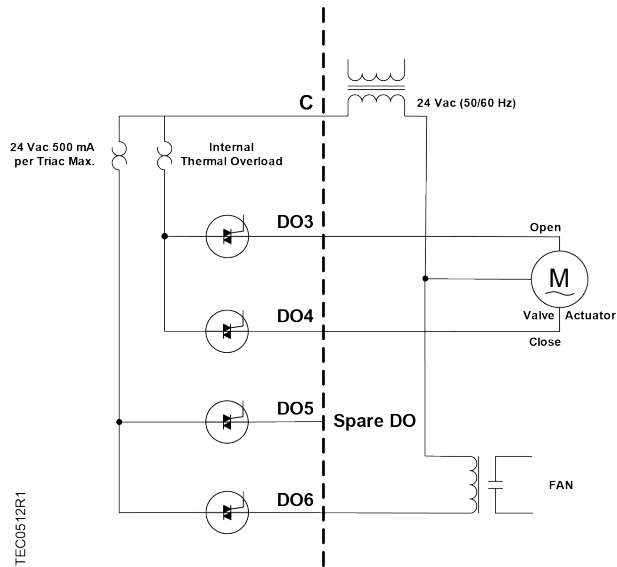 C
24 Vac (50/60 Hz)
24 Vac 500 mA
per Triac Max.
Internal
Thermal Overload
DO3
Open
M
DO4
Valve Actuator
Close
DO5
Spare DO
DO6
FAN
TEC0512R1